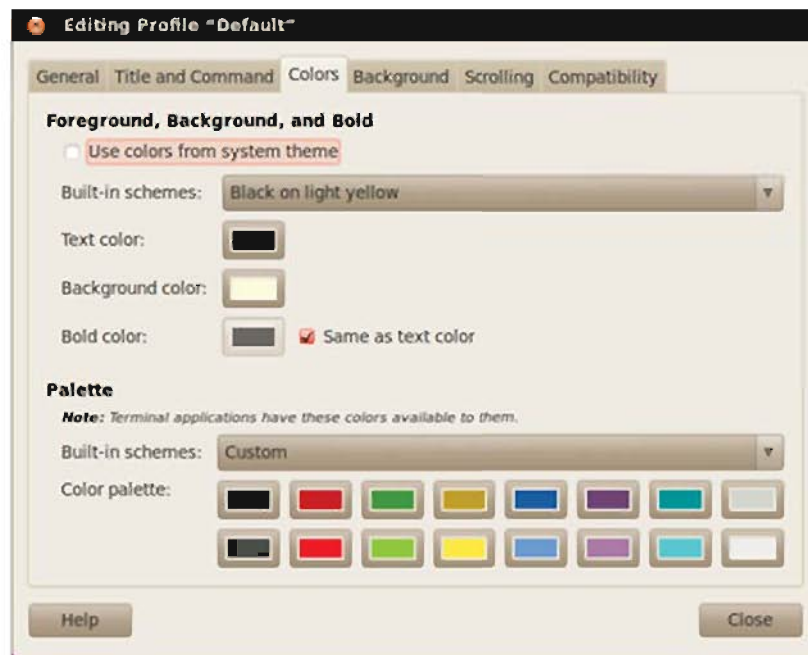 Editing Profile "Default"
General Title and Command Colors Background Scrolling Compatibility
Foreground, Background, and Bold
Use colors from system theme
Built-in schemes: Black on light yellow
Text color:
Background color:
Bold color: Same as text color
Palette
Note: Terminal applications have these colors available to them.
Built-in schemes: Custom
Color palette:
Help Close